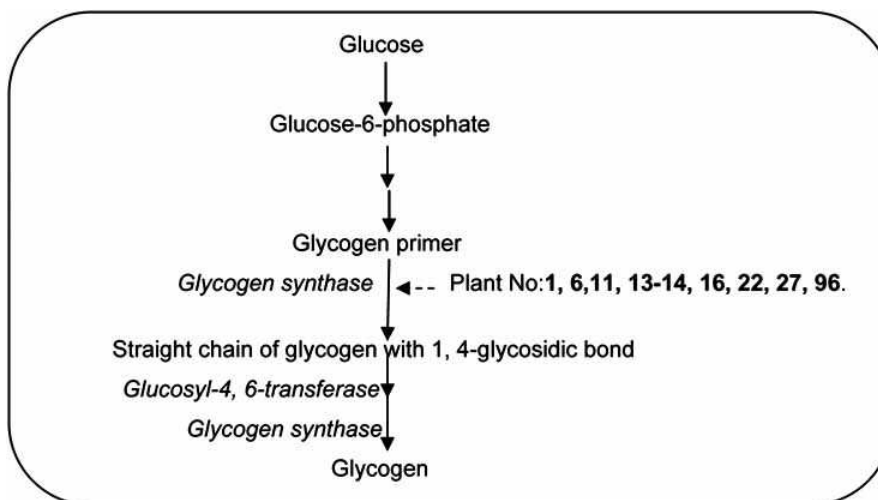 Glucose
Glucose-6-phosphate
Glycogen primer
Glycogen synthase Plant No:1, 6,11, 13-14, 16, 22, 27, 96.
Straight chain of glycogen with 1, 4-glycosidic bond
Glucosyl-4, 6-transferase
Glycogen synthase
Glycogen